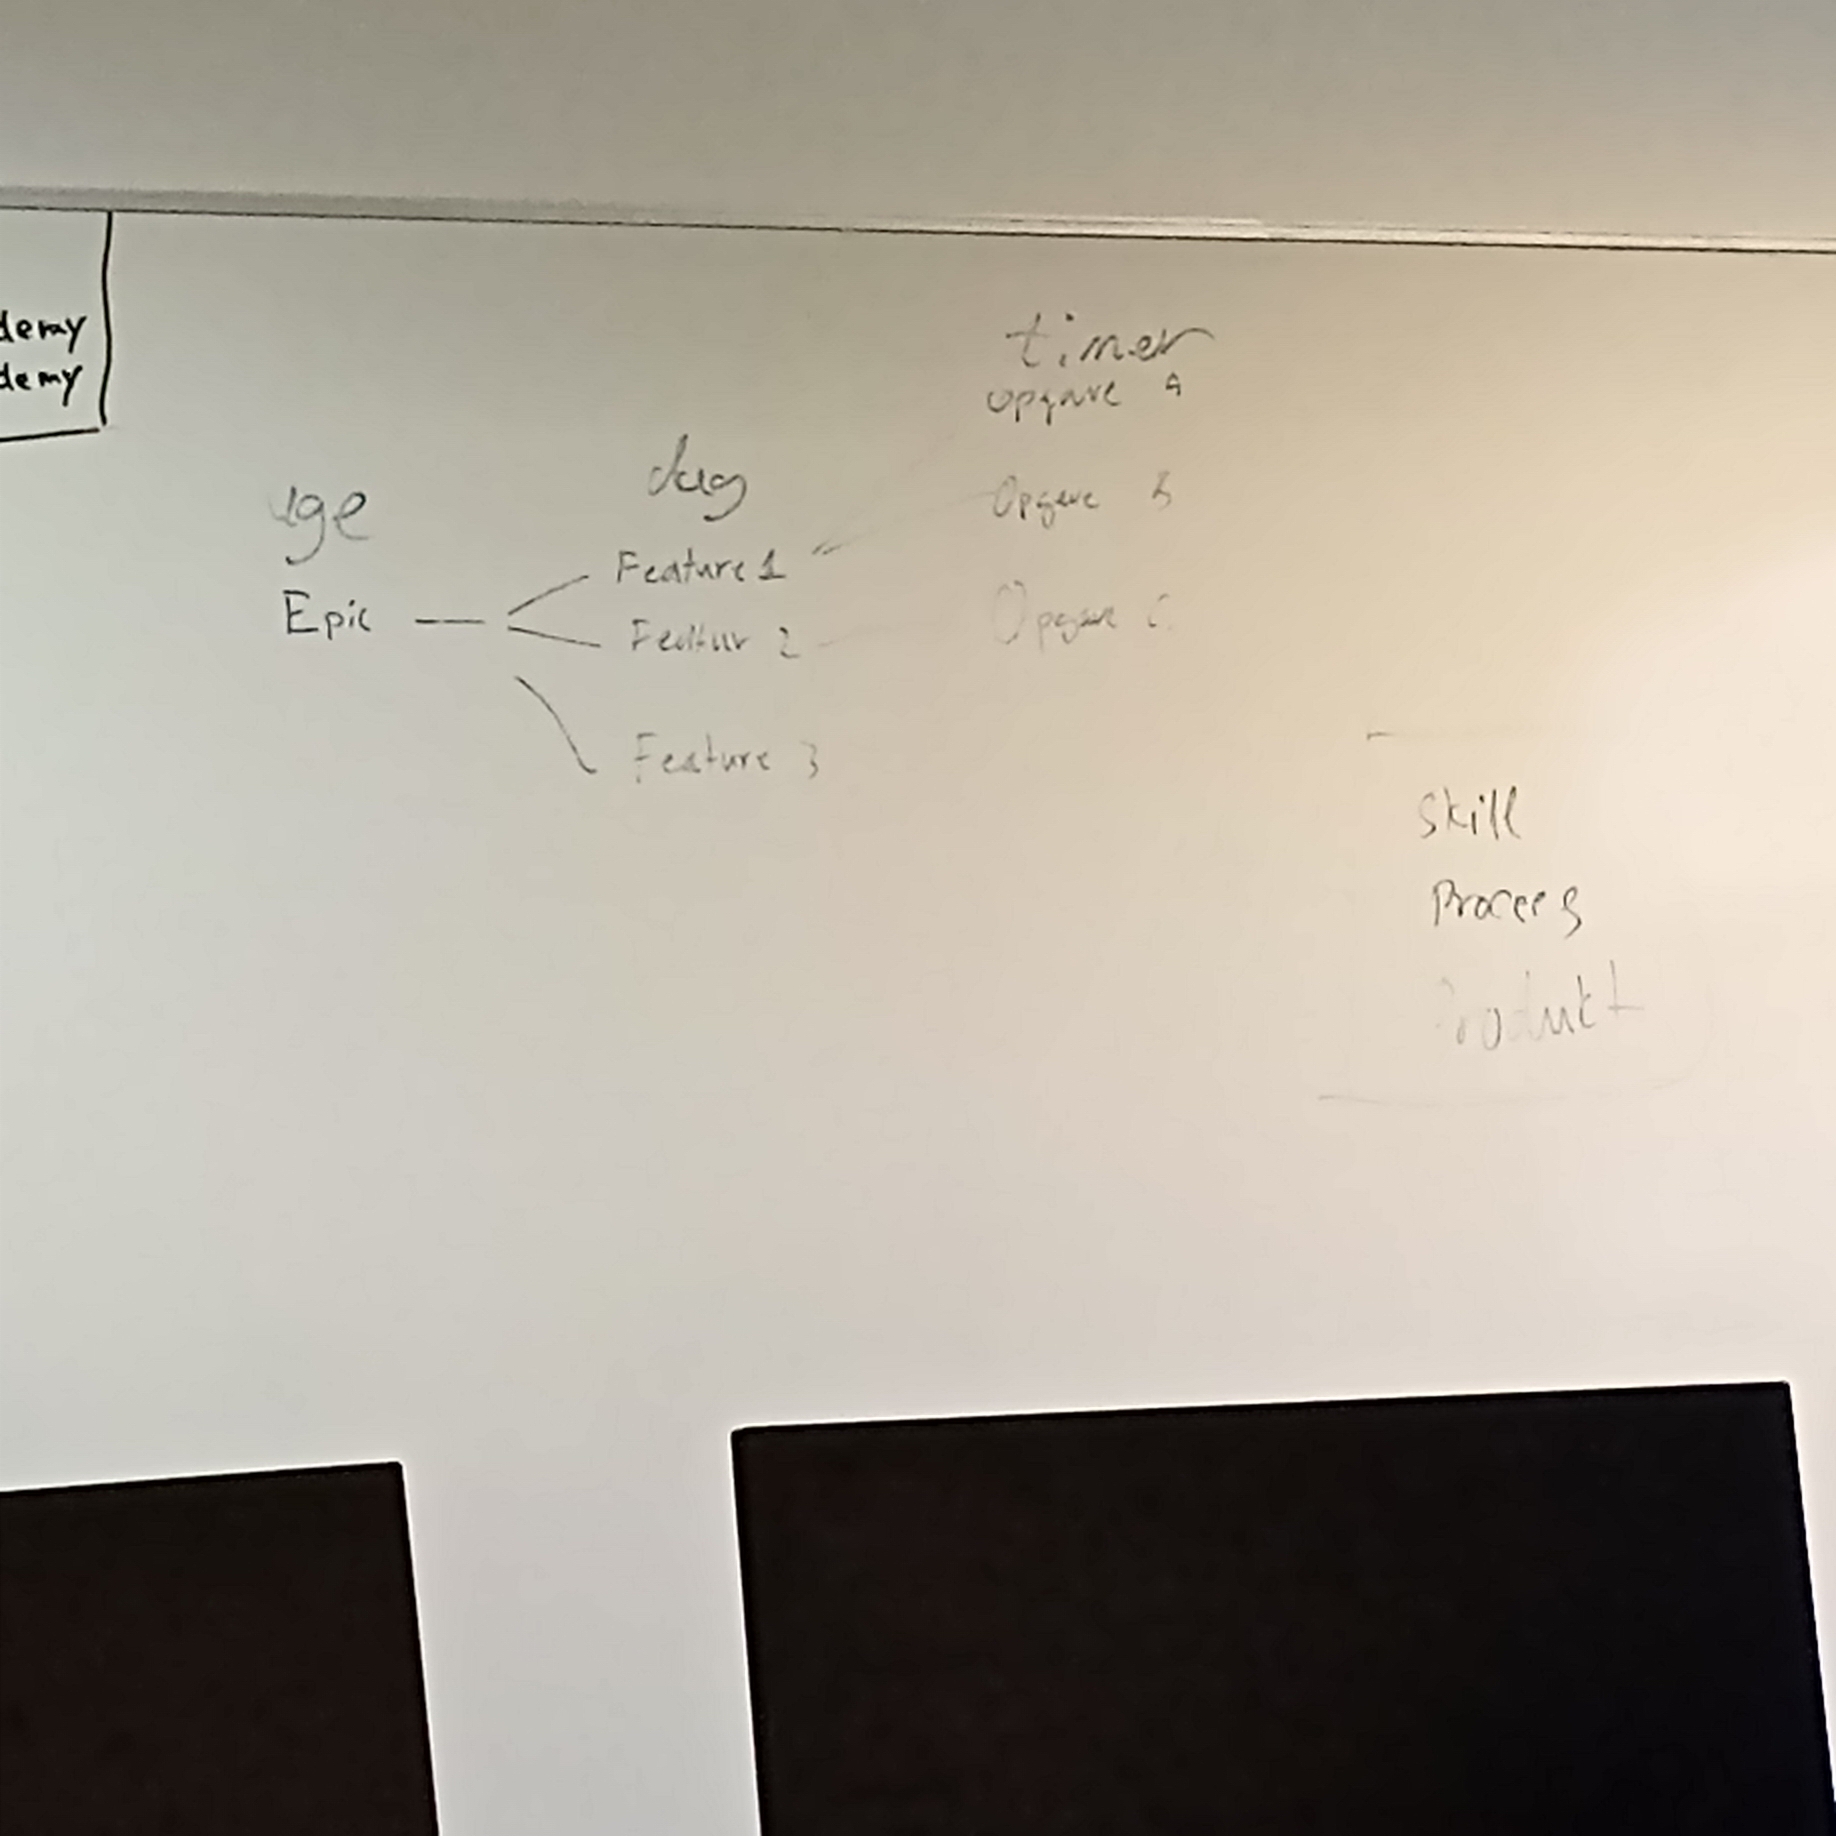 demy
demy
timer
opgave A
dag
Opgave B
uge
Feature 1
Epic
Featur 2
Opgave C
Feature 3
Skill
Process
Produkt